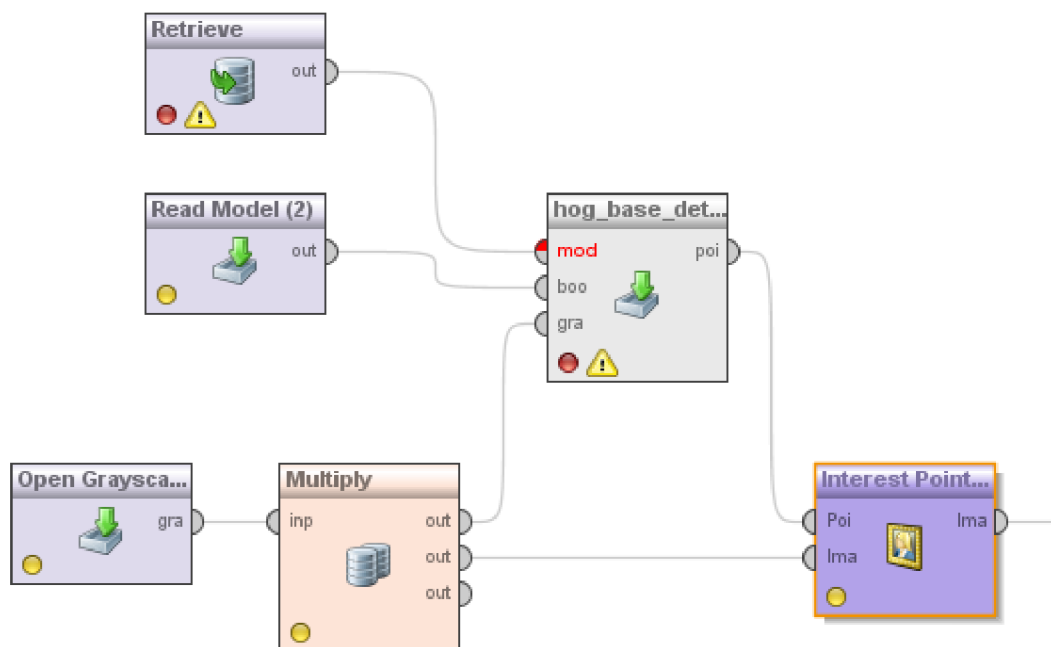 Retrieve
out
Read Model (2)
out
hog_base_det...
mod
poi
boo
gra
Open Graysca...
gra
Multiply
inp
out
out
out
Interest Point...
Poi
Ima
Ima